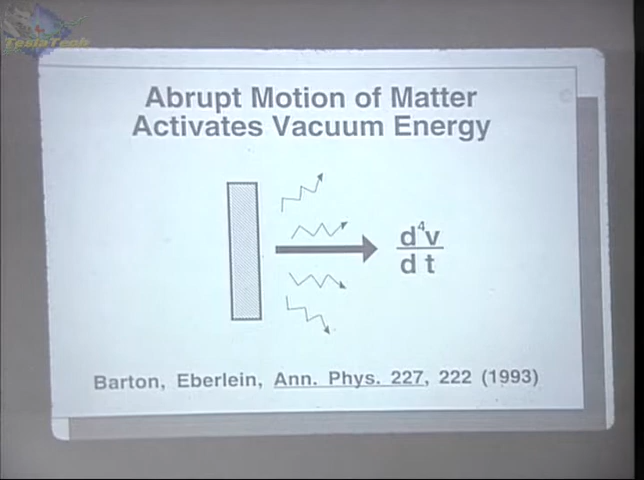 TeslaTech
Abrupt Motion of Matter
Activates Vacuum Energy
d⁴v
d t
Barton, Eberlein, Ann. Phys. 227, 222 (1993)